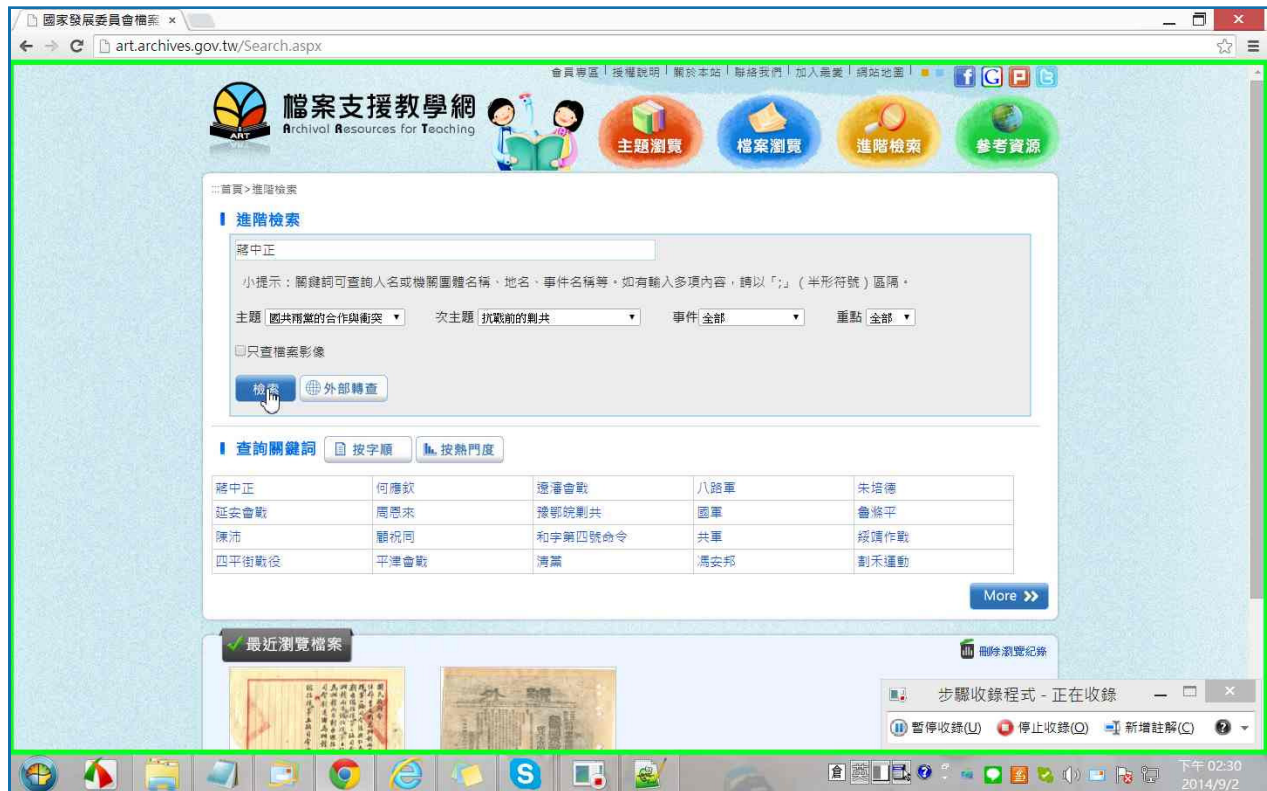 國家發展委員會檔案 ×
art.archives.gov.tw/Search.aspx
會員專區 | 授權說明 | 關於本站 | 聯絡我們 | 加入最愛 | 網站地圖 |
檔案支援教學網
Archival Resources for Teaching
ART
主題瀏覽
檔案瀏覽
進階檢索
參考資源
:::首頁>進階檢索
進階檢索
蔣中正
小提示：關鍵詞可查詢人名或機關團體名稱、地名、事件名稱等。如有輸入多項內容，請以「;」（半形符號）區隔。
主題 國共兩黨的合作與衝突 次主題 抗戰前的剿共 事件 全部 重點 全部
只查檔案影像
檢索 外部轉查
查詢關鍵詞 按字順 按熱門度
蔣中正 何應欽 遼瀋會戰 八路軍 朱培德
延安會戰 周恩來 豫鄂皖剿共 國軍 魯滌平
陳沛 顧祝同 和字第四號命令 共軍 綏靖作戰
四平街戰役 平津會戰 清黨 馮安邦 割禾運動
More
最近瀏覽檔案
刪除瀏覽紀錄
步驟收錄程式 - 正在收錄
暫停收錄(U) 停止收錄(O) 新增註解(C)
倉 英
下午 02:30
2014/9/2